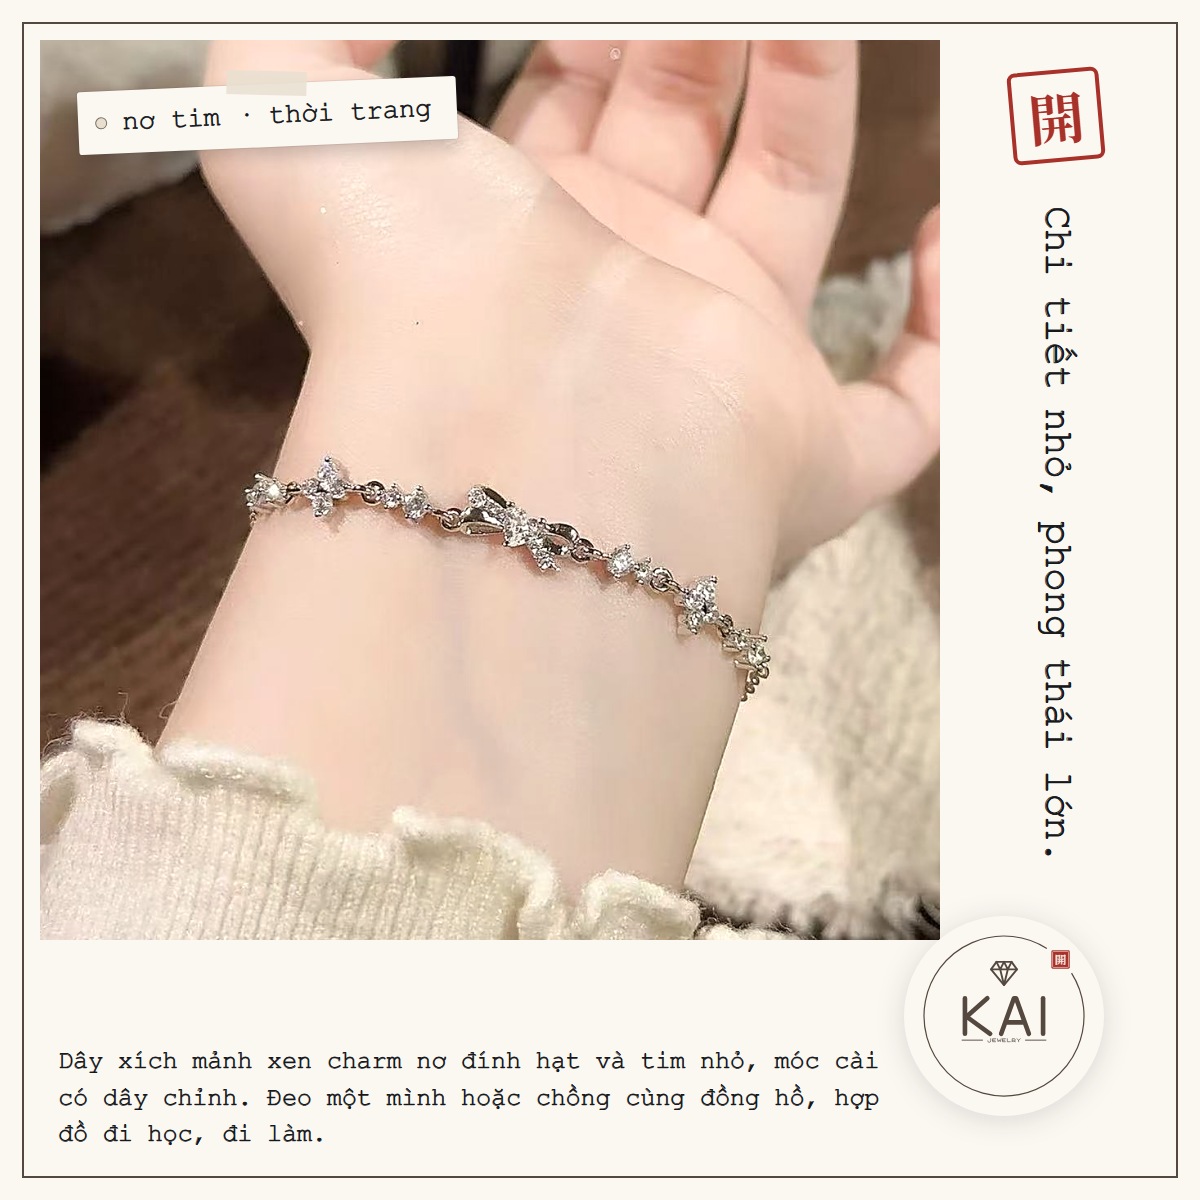 nơ tim · thời trang
開
Chi tiết nhỏ, phong thái lớn.
開
KAI
JEWELRY
Dây xích mảnh xen charm nơ đính hạt và tim nhỏ, móc cài
có dây chỉnh. Đeo một mình hoặc chồng cùng đồng hồ, hợp
đồ đi học, đi làm.